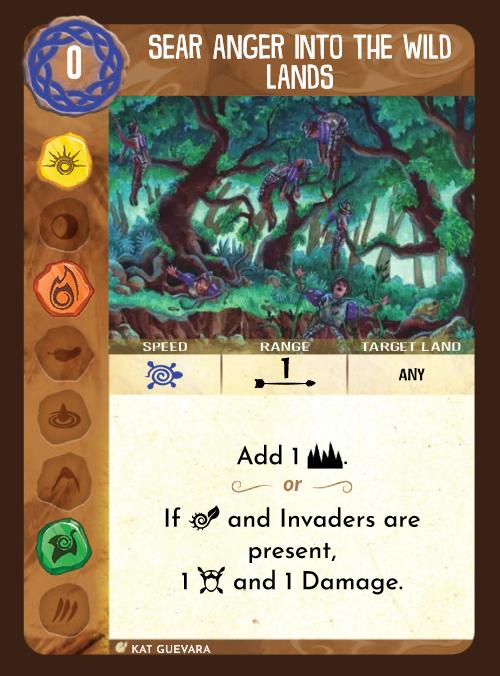 0
SEAR ANGER INTO THE WILD
LANDS
SPEED RANGE TARGET LAND
1
ANY
Add 1 .
or
If and Invaders are
present,
1 and 1 Damage.
KAT GUEVARA